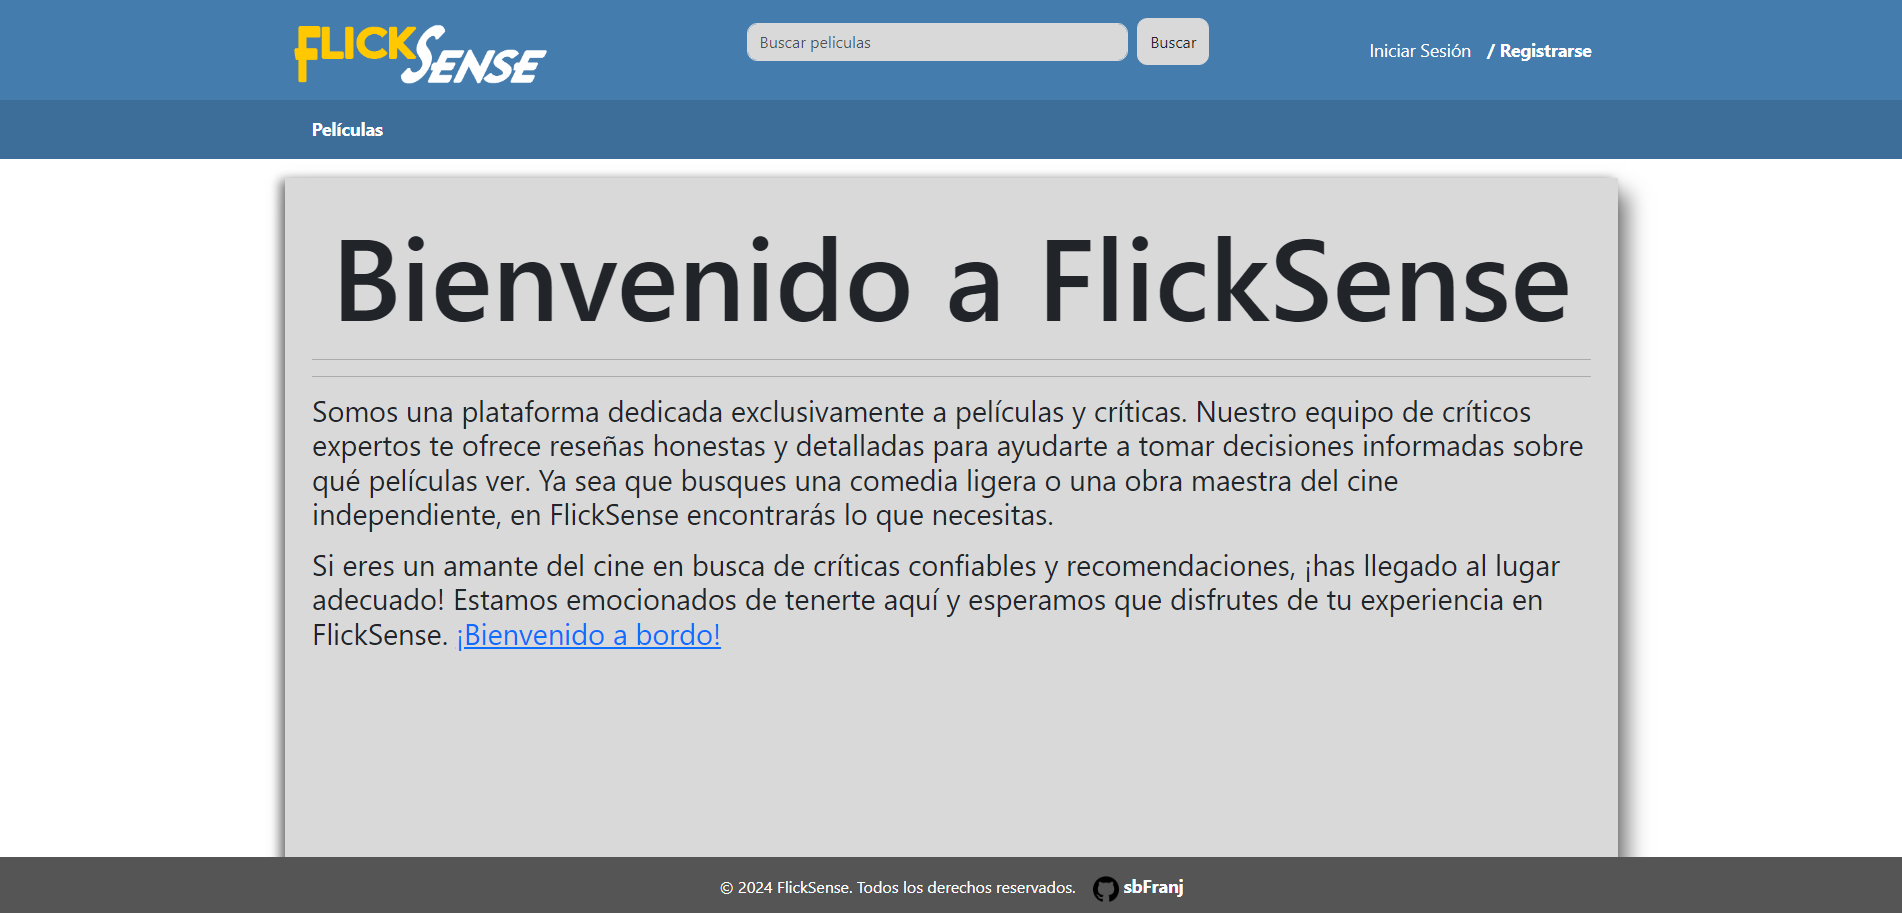 FLICKSENSE
Buscar peliculas
Buscar
Iniciar Sesión / Registrarse
Películas
Bienvenido a FlickSense
Somos una plataforma dedicada exclusivamente a películas y críticas. Nuestro equipo de críticos
expertos te ofrece reseñas honestas y detalladas para ayudarte a tomar decisiones informadas sobre
qué películas ver. Ya sea que busques una comedia ligera o una obra maestra del cine
independiente, en FlickSense encontrarás lo que necesitas.
Si eres un amante del cine en busca de críticas confiables y recomendaciones, ¡has llegado al lugar
adecuado! Estamos emocionados de tenerte aquí y esperamos que disfrutes de tu experiencia en
FlickSense. ¡Bienvenido a bordo!
© 2024 FlickSense. Todos los derechos reservados. sbFranj